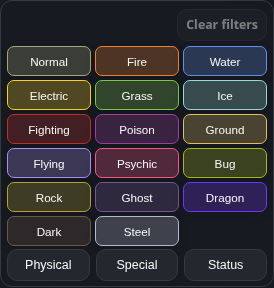 Clear filters
Normal Fire Water
Electric Grass Ice
Fighting Poison Ground
Flying Psychic Bug
Rock Ghost Dragon
Dark Steel
Physical Special Status